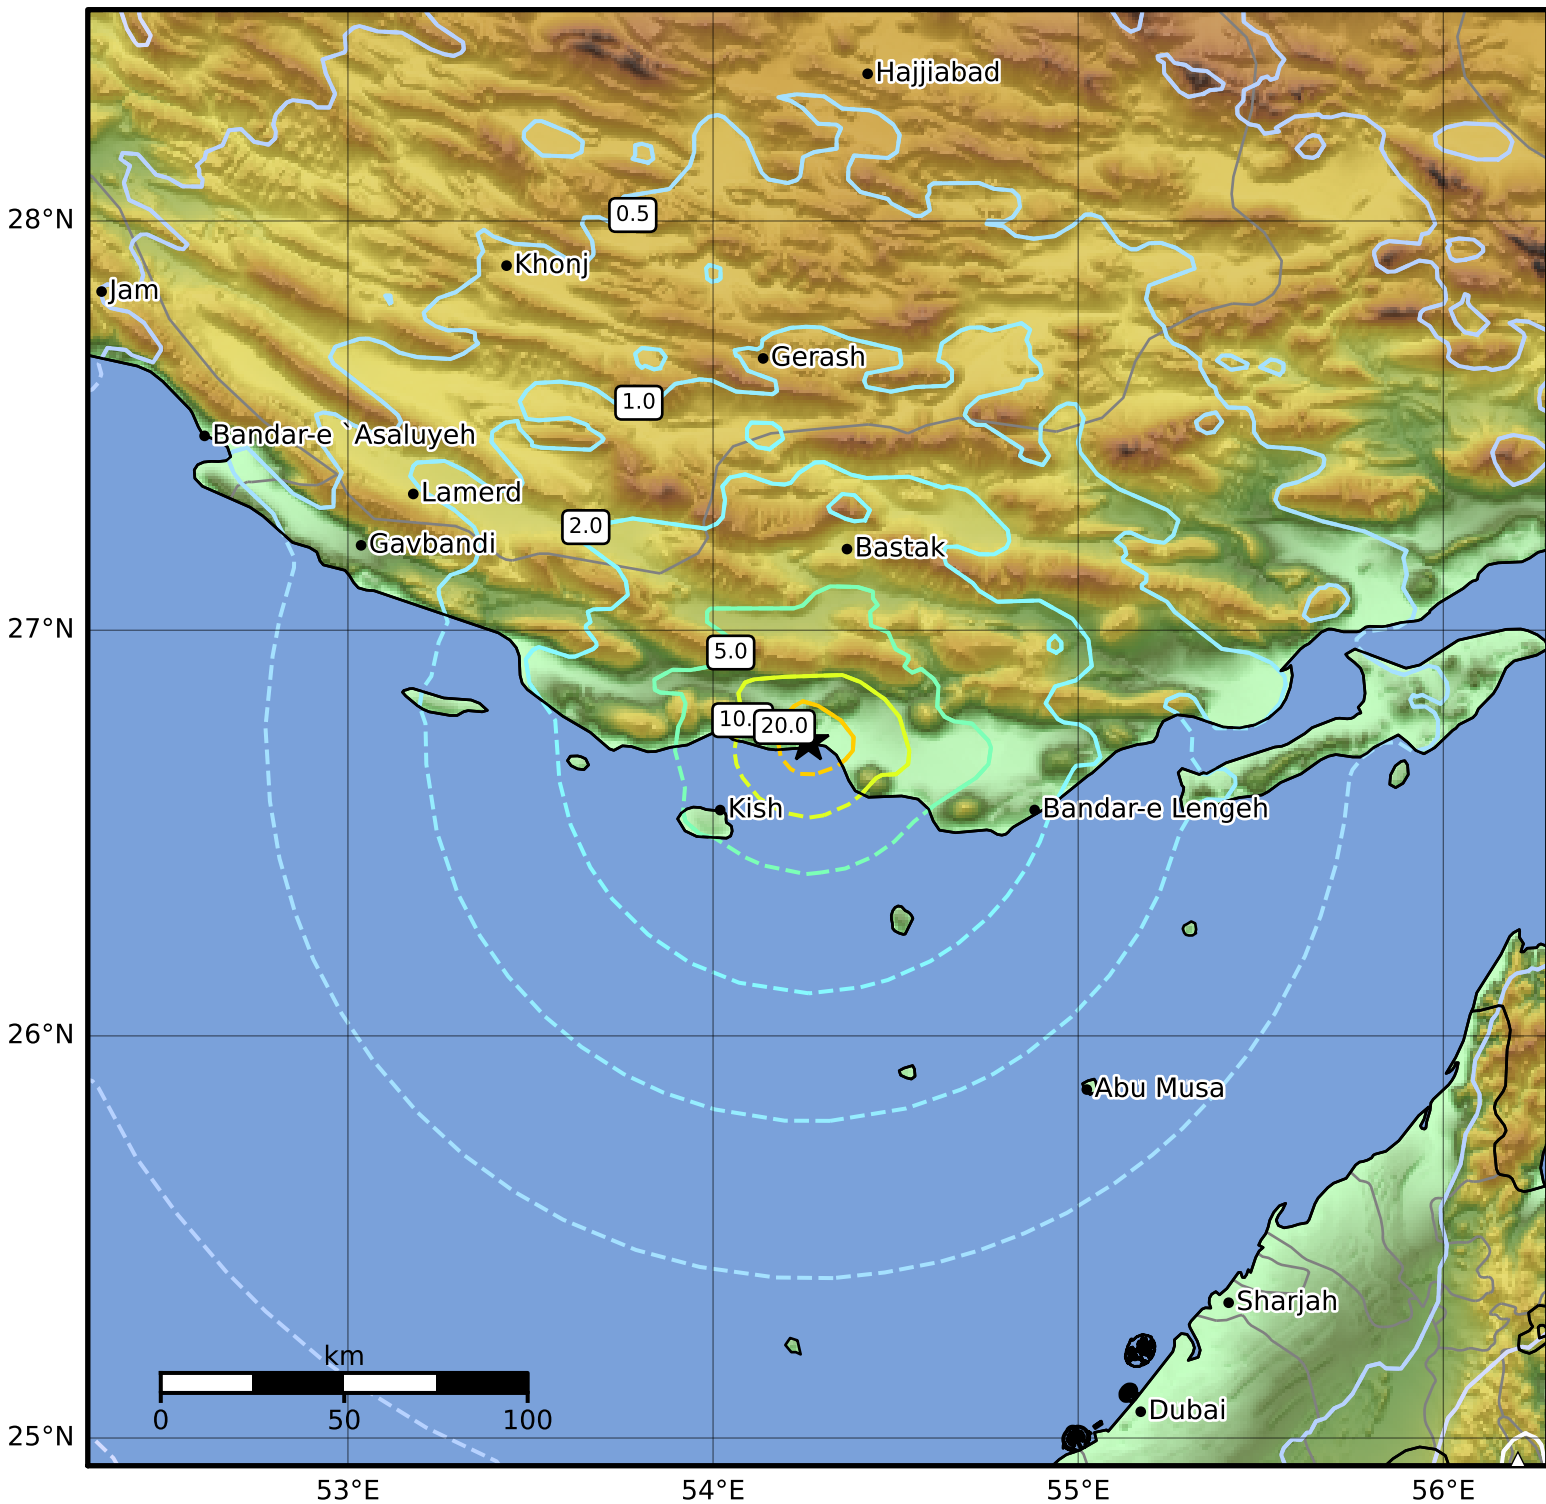 Hajjiabad
28°N
0.5
Khonj
Jam
Gerash
1.0
Bandar-e `Asaluyeh
Lamerd
2.0
Gavbandi
Bastak
27°N
5.0
10.
20.0
Kish
Bandar-e Lengeh
26°N
Abu Musa
Sharjah
km
0 50 100
Dubai
25°N
53°E 54°E 55°E 56°E